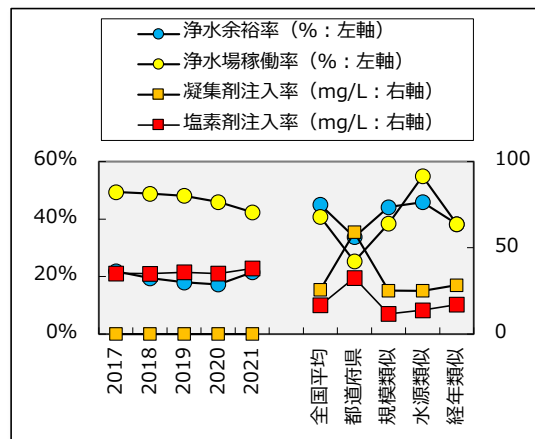 浄水余裕率（%：左軸）
浄水場稼働率（%：左軸）
凝集剤注入率（mg/L：右軸）
塩素剤注入率（mg/L：右軸）
60%
40%
20%
0%
100
50
0
2017
2018
2019
2020
2021
全国平均
都道府県
規模類似
水源類似
経年類似